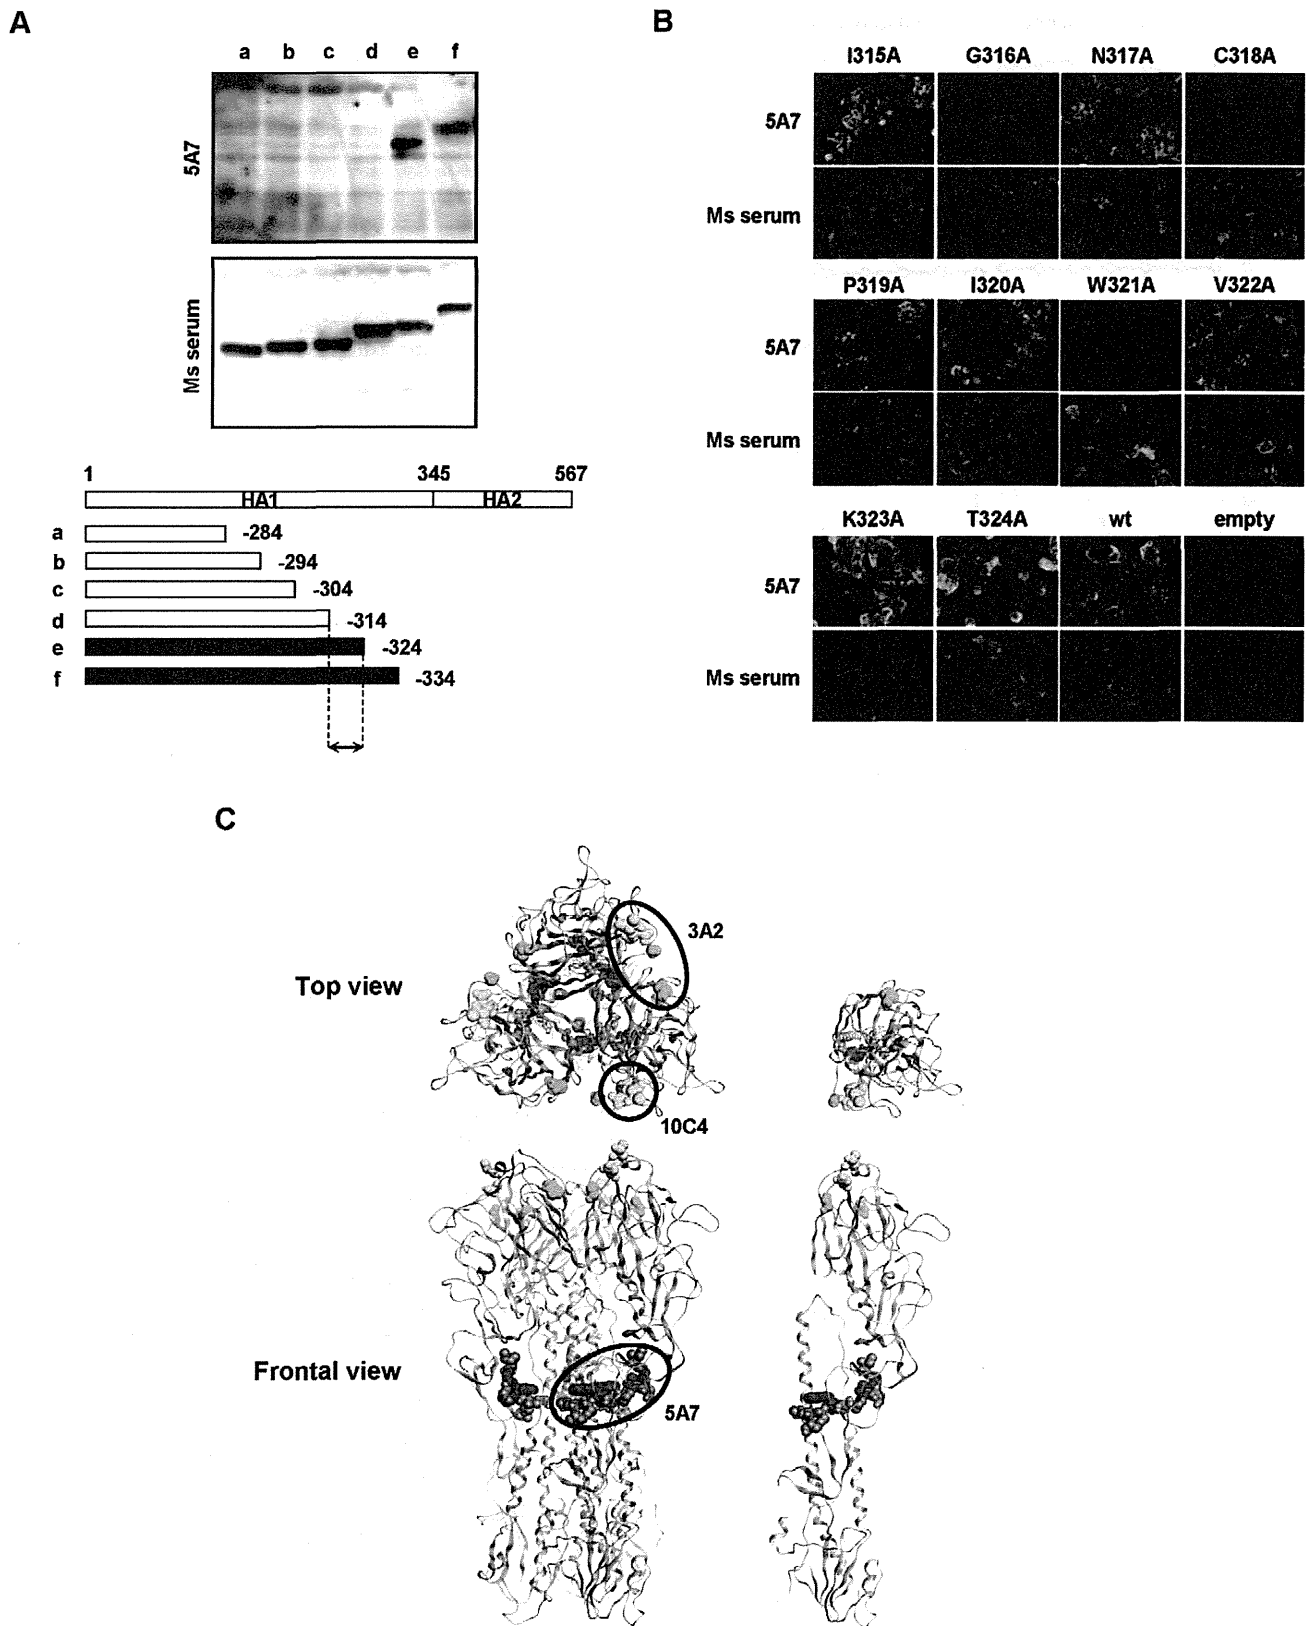 A
a b c d e f
5A7
Ms serum
1 345 567
HA1 HA2
a -284
b -294
c -304
d -314
e -324
f -334
B
I315A G316A N317A C318A
5A7
Ms serum
P319A I320A W321A V322A
5A7
Ms serum
K323A T324A wt empty
5A7
Ms serum
C
3A2
Top view
10C4
Frontal view
5A7